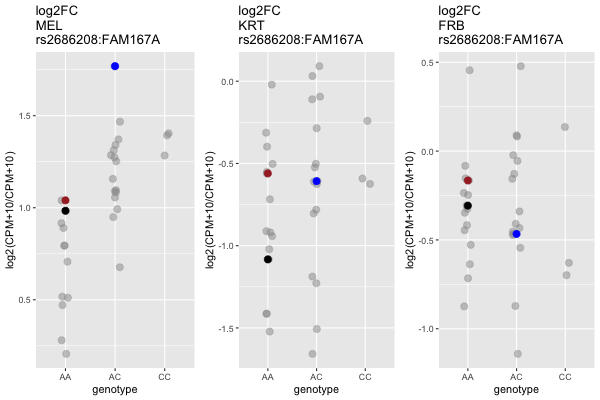 log2FC
MEL
rs2686208:FAM167A
log2(CPM+10/CPM+10)
1.5
1.0
0.5
AA AC CC
genotype
log2FC
KRT
rs2686208:FAM167A
log2(CPM+10/CPM+10)
0.0
-0.5
-1.0
-1.5
AA AC CC
genotype
log2FC
FRB
rs2686208:FAM167A
log2(CPM+10/CPM+10)
0.5
0.0
-0.5
-1.0
AA AC CC
genotype